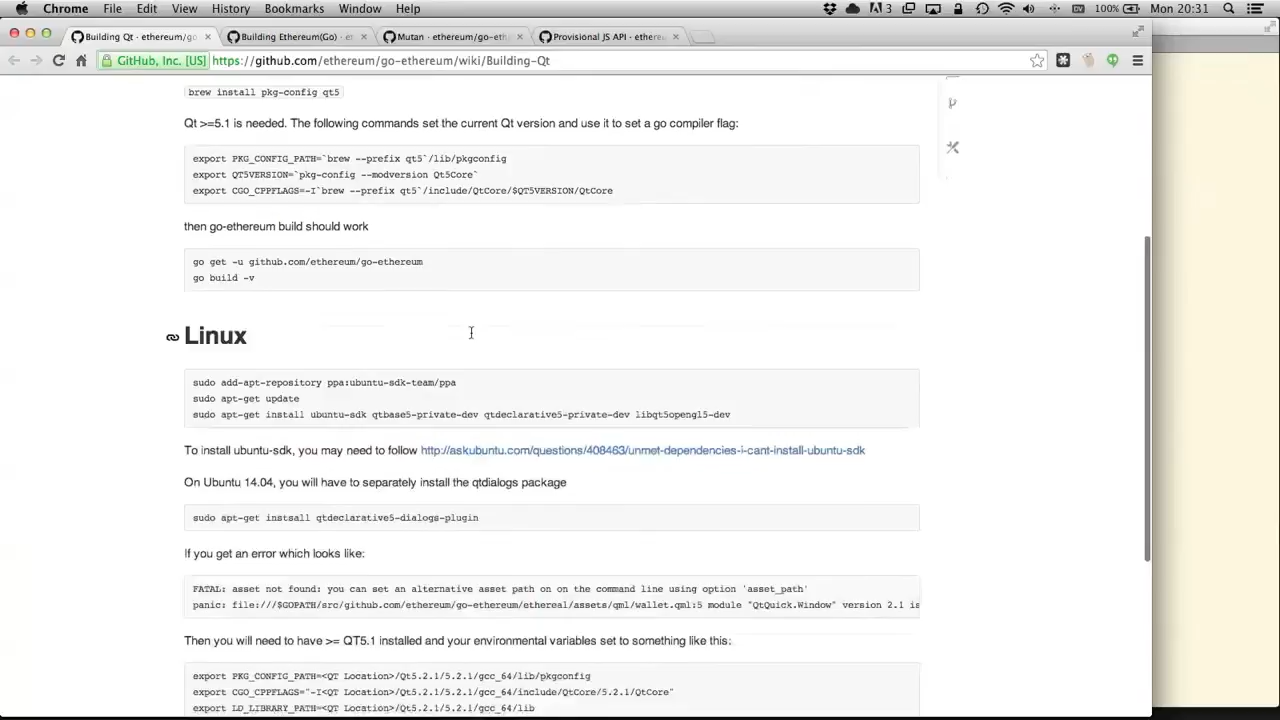 Chrome File Edit View History Bookmarks Window Help 3 100% Mon 20:31
Building Qt · ethereum/go × Building Ethereum(Go) · et × Mutan · ethereum/go-eth × Provisional JS API · ethere ×
GitHub, Inc. [US] https://github.com/ethereum/go-ethereum/wiki/Building-Qt
brew install pkg-config qt5
Qt >=5.1 is needed. The following commands set the current Qt version and use it to set a go compiler flag:
export PKG_CONFIG_PATH=`brew --prefix qt5`/lib/pkgconfig
export QT5VERSION=`pkg-config --modversion Qt5Core`
export CGO_CPPFLAGS=-I`brew --prefix qt5`/include/QtCore/$QT5VERSION/QtCore
then go-ethereum build should work
go get -u github.com/ethereum/go-ethereum
go build -v
Linux
sudo add-apt-repository ppa:ubuntu-sdk-team/ppa
sudo apt-get update
sudo apt-get install ubuntu-sdk qtbase5-private-dev qtdeclarative5-private-dev libqt5opengl5-dev
To install ubuntu-sdk, you may need to follow http://askubuntu.com/questions/408463/unmet-dependencies-i-cant-install-ubuntu-sdk
On Ubuntu 14.04, you will have to separately install the qtdialogs package
sudo apt-get instsall qtdeclarative5-dialogs-plugin
If you get an error which looks like:
FATAL: asset not found: you can set an alternative asset path on on the command line using option 'asset_path'
panic: file:///$GOPATH/src/github.com/ethereum/go-ethereum/ethereal/assets/qml/wallet.qml:5 module "QtQuick.Window" version 2.1 is
Then you will need to have >= QT5.1 installed and your environmental variables set to something like this:
export PKG_CONFIG_PATH=<QT Location>/Qt5.2.1/5.2.1/gcc_64/lib/pkgconfig
export CGO_CPPFLAGS="-I<QT Location>/Qt5.2.1/5.2.1/gcc_64/include/QtCore/5.2.1/QtCore"
export LD_LIBRARY_PATH=<QT Location>/Qt5.2.1/5.2.1/gcc_64/lib